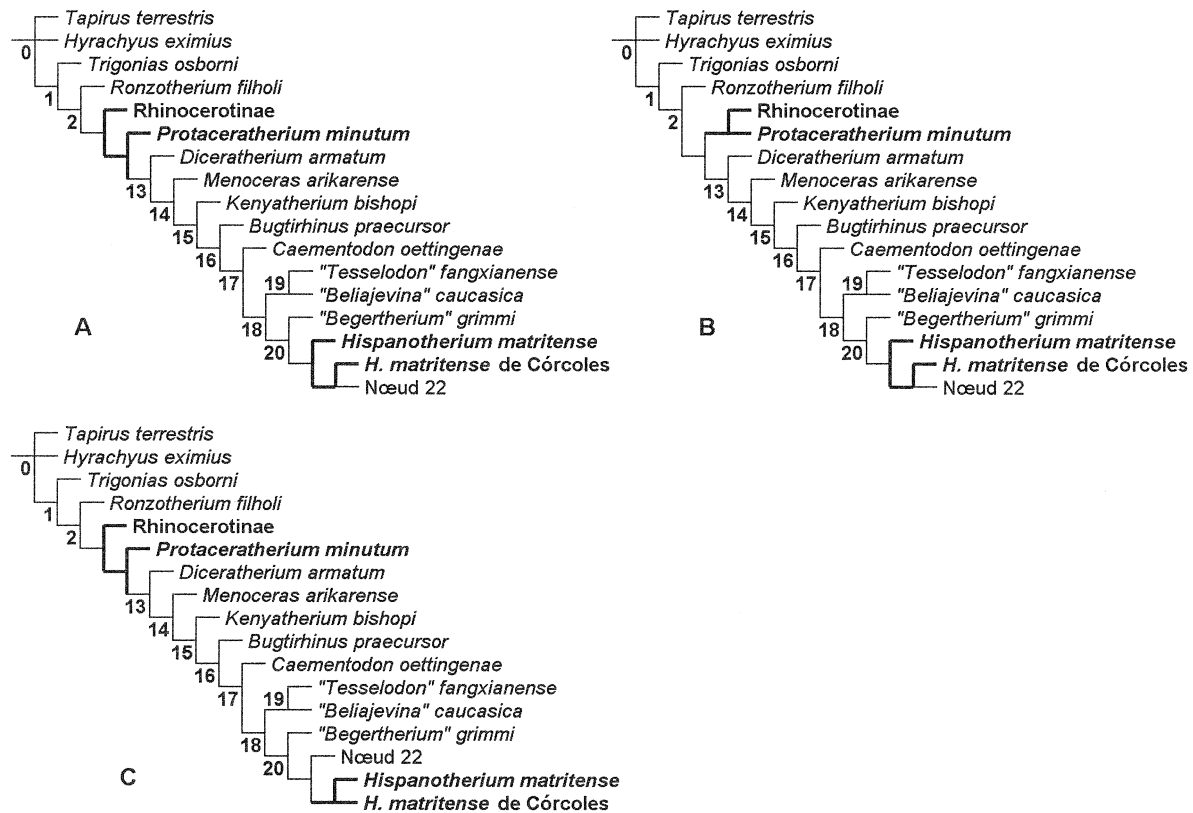 Tapirus terrestris
Hyrachyus eximius
0
Trigonias osborni
Ronzotherium filholi
1
Rhinocerotinae
2
Protaceratherium minutum
Diceratherium armatum
Menoceras arikarense
13
Kenyatherium bishopi
14
Bugtirhinus praecursor
15
Caementodon oettingenae
16
"Tesselodon" fangxianense
17
19
"Beliajevina" caucasica
"Begertherium" grimmi
18
A
Hispanotherium matritense
20
H. matritense de Córcoles
Nœud 22
Tapirus terrestris
Hyrachyus eximius
0
Trigonias osborni
Ronzotherium filholi
1
Rhinocerotinae
2
Protaceratherium minutum
Diceratherium armatum
Menoceras arikarense
13
Kenyatherium bishopi
14
Bugtirhinus praecursor
15
Caementodon oettingenae
16
"Tesselodon" fangxianense
17
19
"Beliajevina" caucasica
"Begertherium" grimmi
18
B
Hispanotherium matritense
20
H. matritense de Córcoles
Nœud 22
Tapirus terrestris
Hyrachyus eximius
0
Trigonias osborni
Ronzotherium filholi
1
Rhinocerotinae
2
Protaceratherium minutum
Diceratherium armatum
Menoceras arikarense
13
Kenyatherium bishopi
14
Bugtirhinus praecursor
15
Caementodon oettingenae
16
"Tesselodon" fangxianense
17
19
"Beliajevina" caucasica
"Begertherium" grimmi
18
Nœud 22
20
C
Hispanotherium matritense
H. matritense de Córcoles